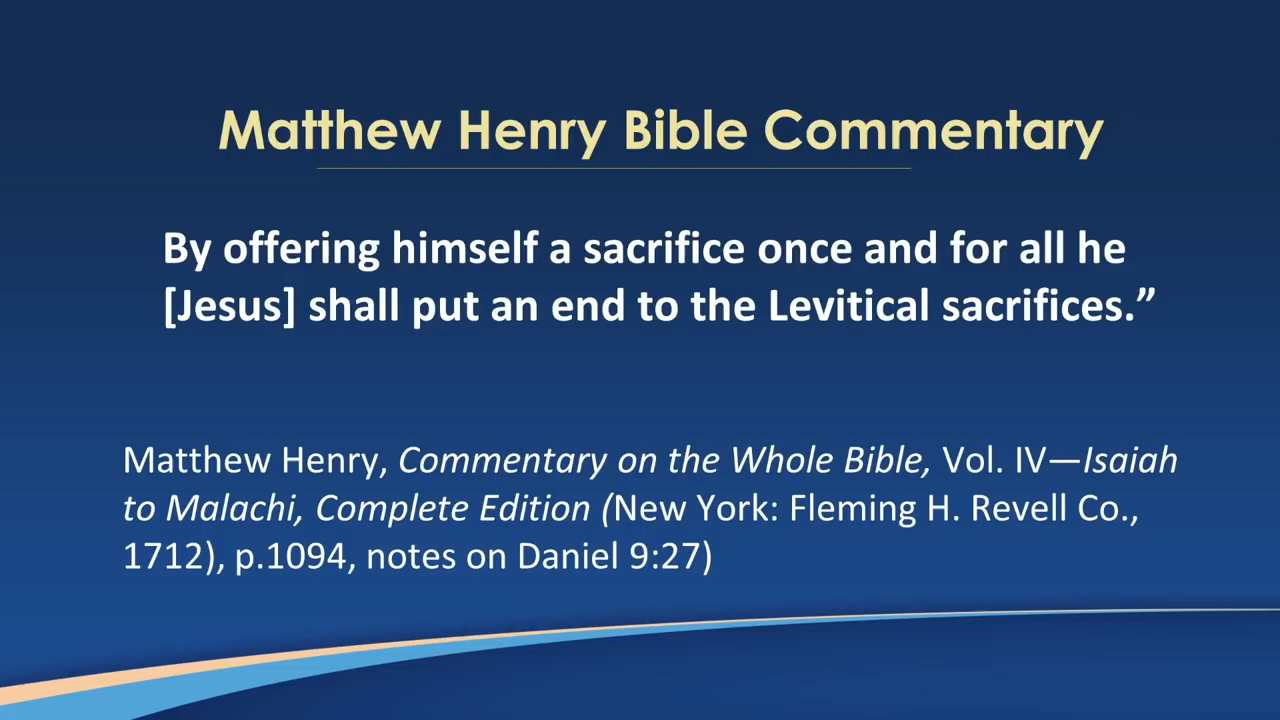 Matthew Henry Bible Commentary
By offering himself a sacrifice once and for all he
[Jesus] shall put an end to the Levitical sacrifices.”
Matthew Henry, Commentary on the Whole Bible, Vol. IV—Isaiah
to Malachi, Complete Edition (New York: Fleming H. Revell Co.,
1712), p.1094, notes on Daniel 9:27)